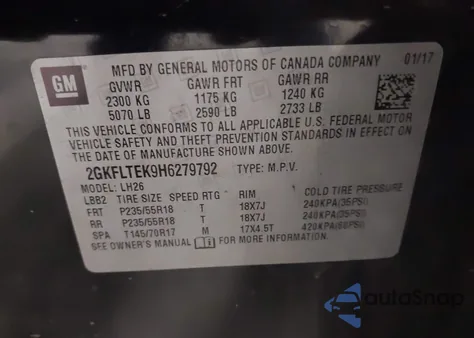 GM
MFD BY GENERAL MOTORS OF CANADA COMPANY 01/17
GVWR GAWR FRT GAWR RR
2300 KG 1175 KG 1240 KG
5070 LB 2590 LB 2733 LB
THIS VEHICLE CONFORMS TO ALL APPLICABLE U.S. FEDERAL MOTOR
VEHICLE SAFETY AND THEFT PREVENTION STANDARDS IN EFFECT ON
THE DATE OF MANUFACTURE SHOWN ABOVE.
2GKFLTEK9H6279792 TYPE: M.P.V.
MODEL: LH26
LBB2 TIRE SIZE SPEED RTG RIM COLD TIRE PRESSURE
FRT P235/55R18 T 18X7J 240KPA(35PSI)
RR P235/55R18 T 18X7J 240KPA(35PSI)
SPA T145/70R17 M 17X4.5T 420KPA(60PSI)
SEE OWNER'S MANUAL
autoSnap